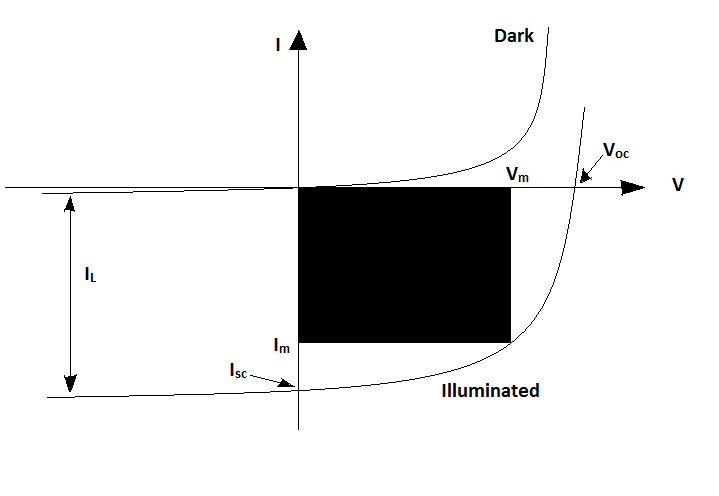 Dark
I
Voc
Vm
V
IL
Im
Isc
Illuminated